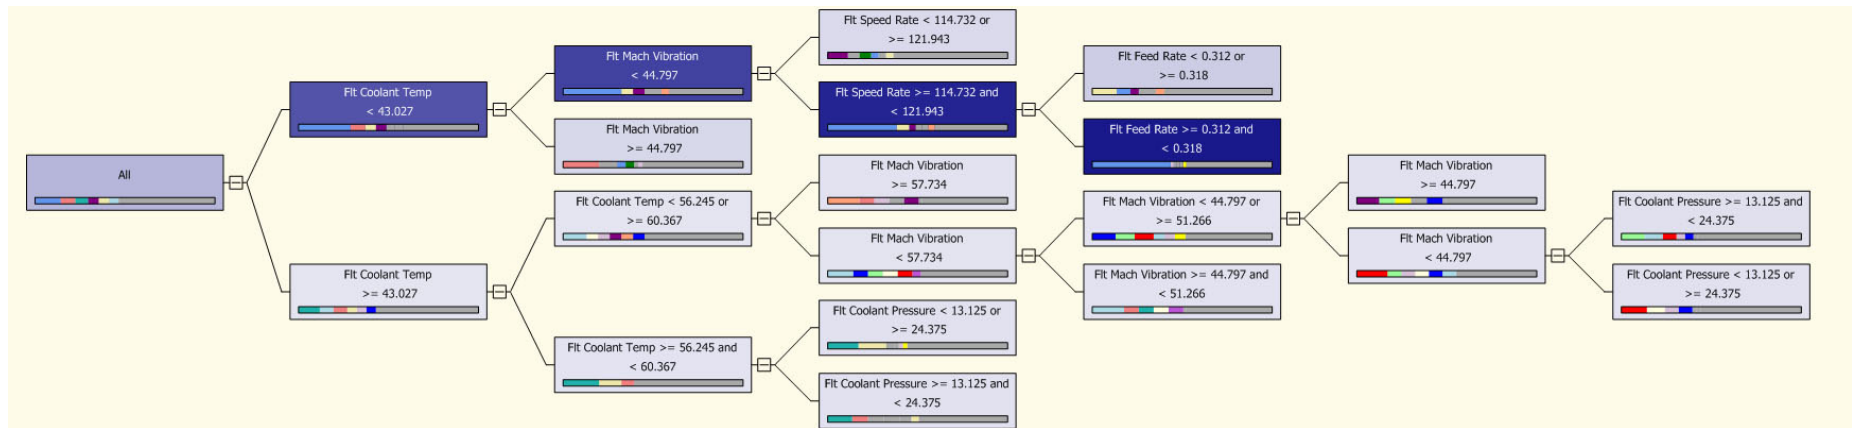 All
Flt Coolant Temp
< 43.027
Flt Coolant Temp
>= 43.027
Flt Mach Vibration
< 44.797
Flt Mach Vibration
>= 44.797
Flt Coolant Temp < 56.245 or
>= 60.367
Flt Coolant Temp >= 56.245 and
< 60.367
Flt Speed Rate < 114.732 or
>= 121.943
Flt Speed Rate >= 114.732 and
< 121.943
Flt Mach Vibration
>= 57.734
Flt Mach Vibration
< 57.734
Flt Coolant Pressure < 13.125 or
>= 24.375
Flt Coolant Pressure >= 13.125 and
< 24.375
Flt Feed Rate < 0.312 or
>= 0.318
Flt Feed Rate >= 0.312 and
< 0.318
Flt Mach Vibration < 44.797 or
>= 51.266
Flt Mach Vibration >= 44.797 and
< 51.266
Flt Mach Vibration
>= 44.797
Flt Mach Vibration
< 44.797
Flt Coolant Pressure >= 13.125 and
< 24.375
Flt Coolant Pressure < 13.125 or
>= 24.375